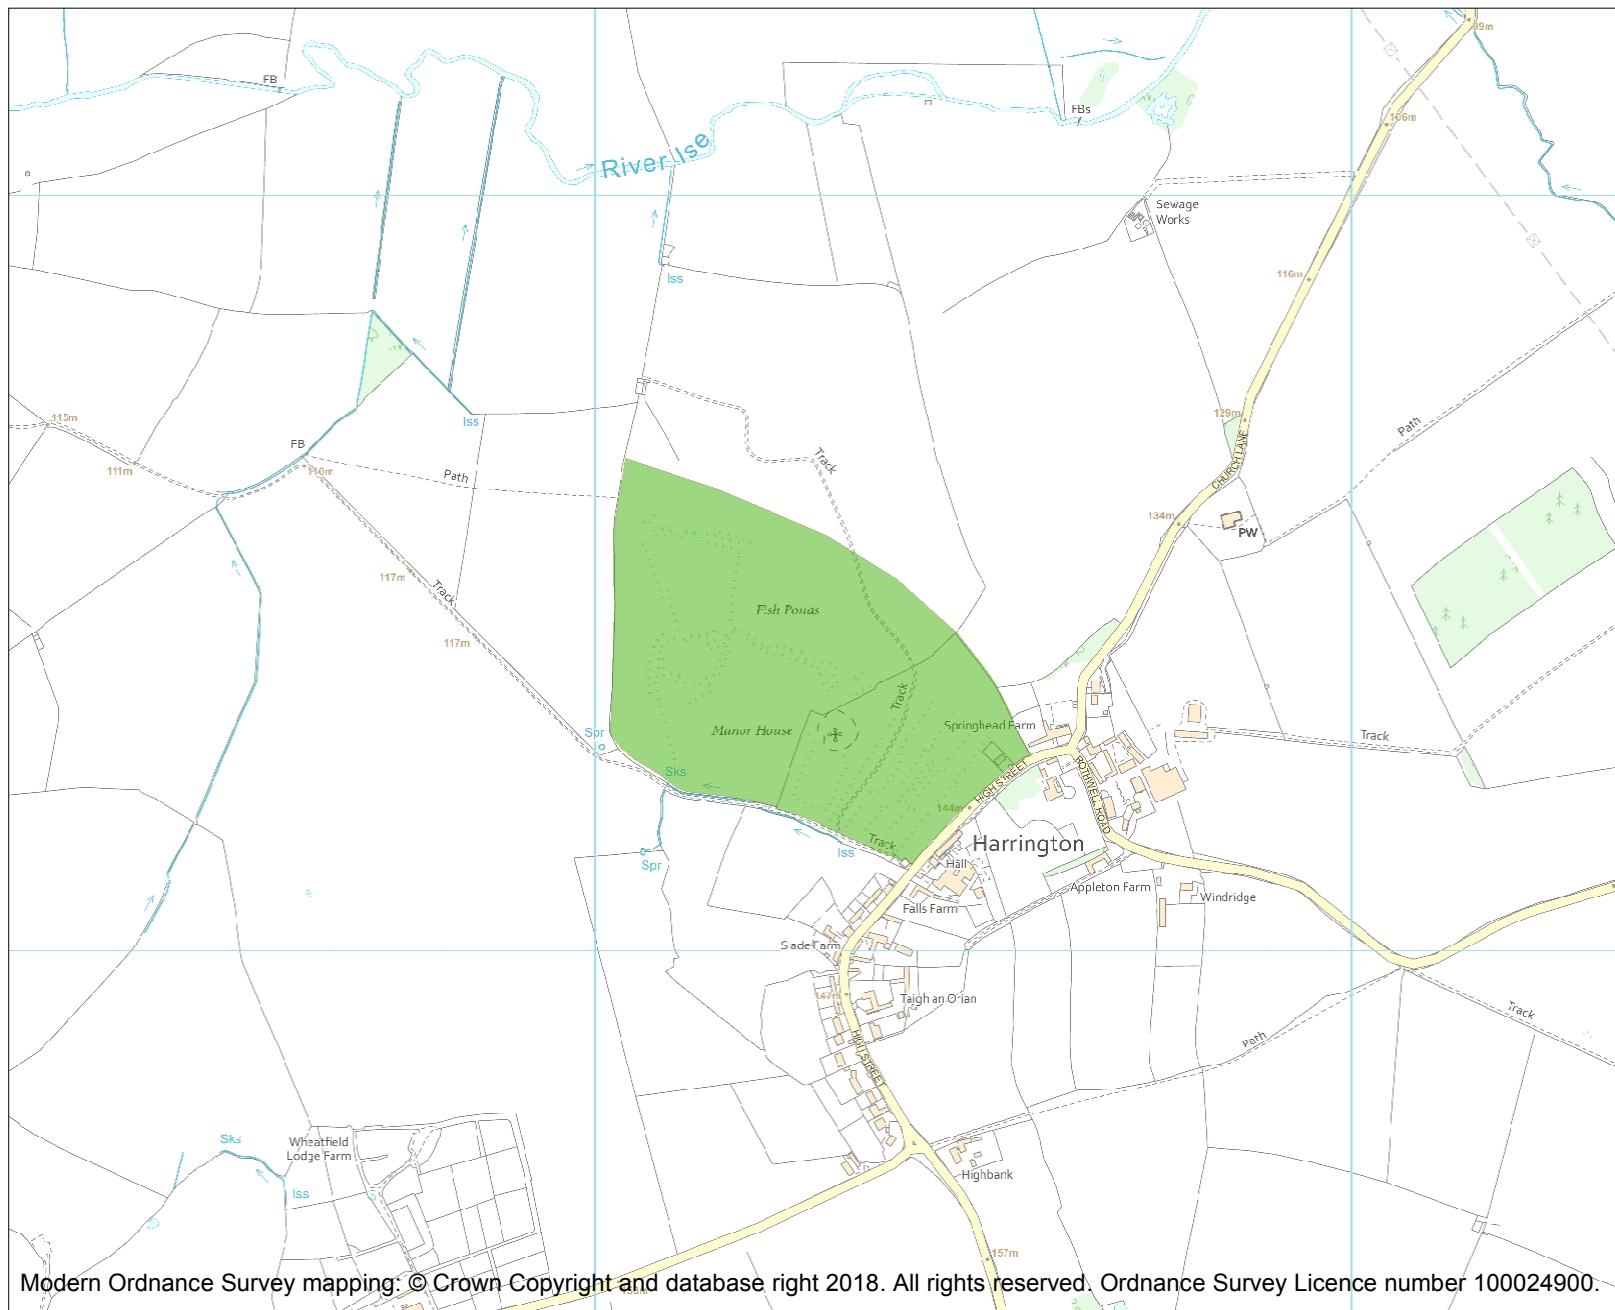 99m
FB
FBs
106m
River Ise
Sewage
Works
Iss
116m
115m
129m
Iss
Path
FB
CHURCH LANE
Track
111m
110m
Path
134m
PW
117m
Track
Fish Ponds
117m
Track
Manor House
Springhead Farm
Spr
Track
Sks
HIGH STREET
ROTHWELL ROAD
144m
Track
Harrington
Iss
Spr
Hall
Appleton Farm
Windridge
Falls Farm
Slade Farm
147m
Taigh an Orian
Track
Path
HIGH STREET
Sks
Wheatfield
Lodge Farm
Iss
Highbank
157m
Modern Ordnance Survey mapping: © Crown Copyright and database right 2018. All rights reserved. Ordnance Survey Licence number 100024900.